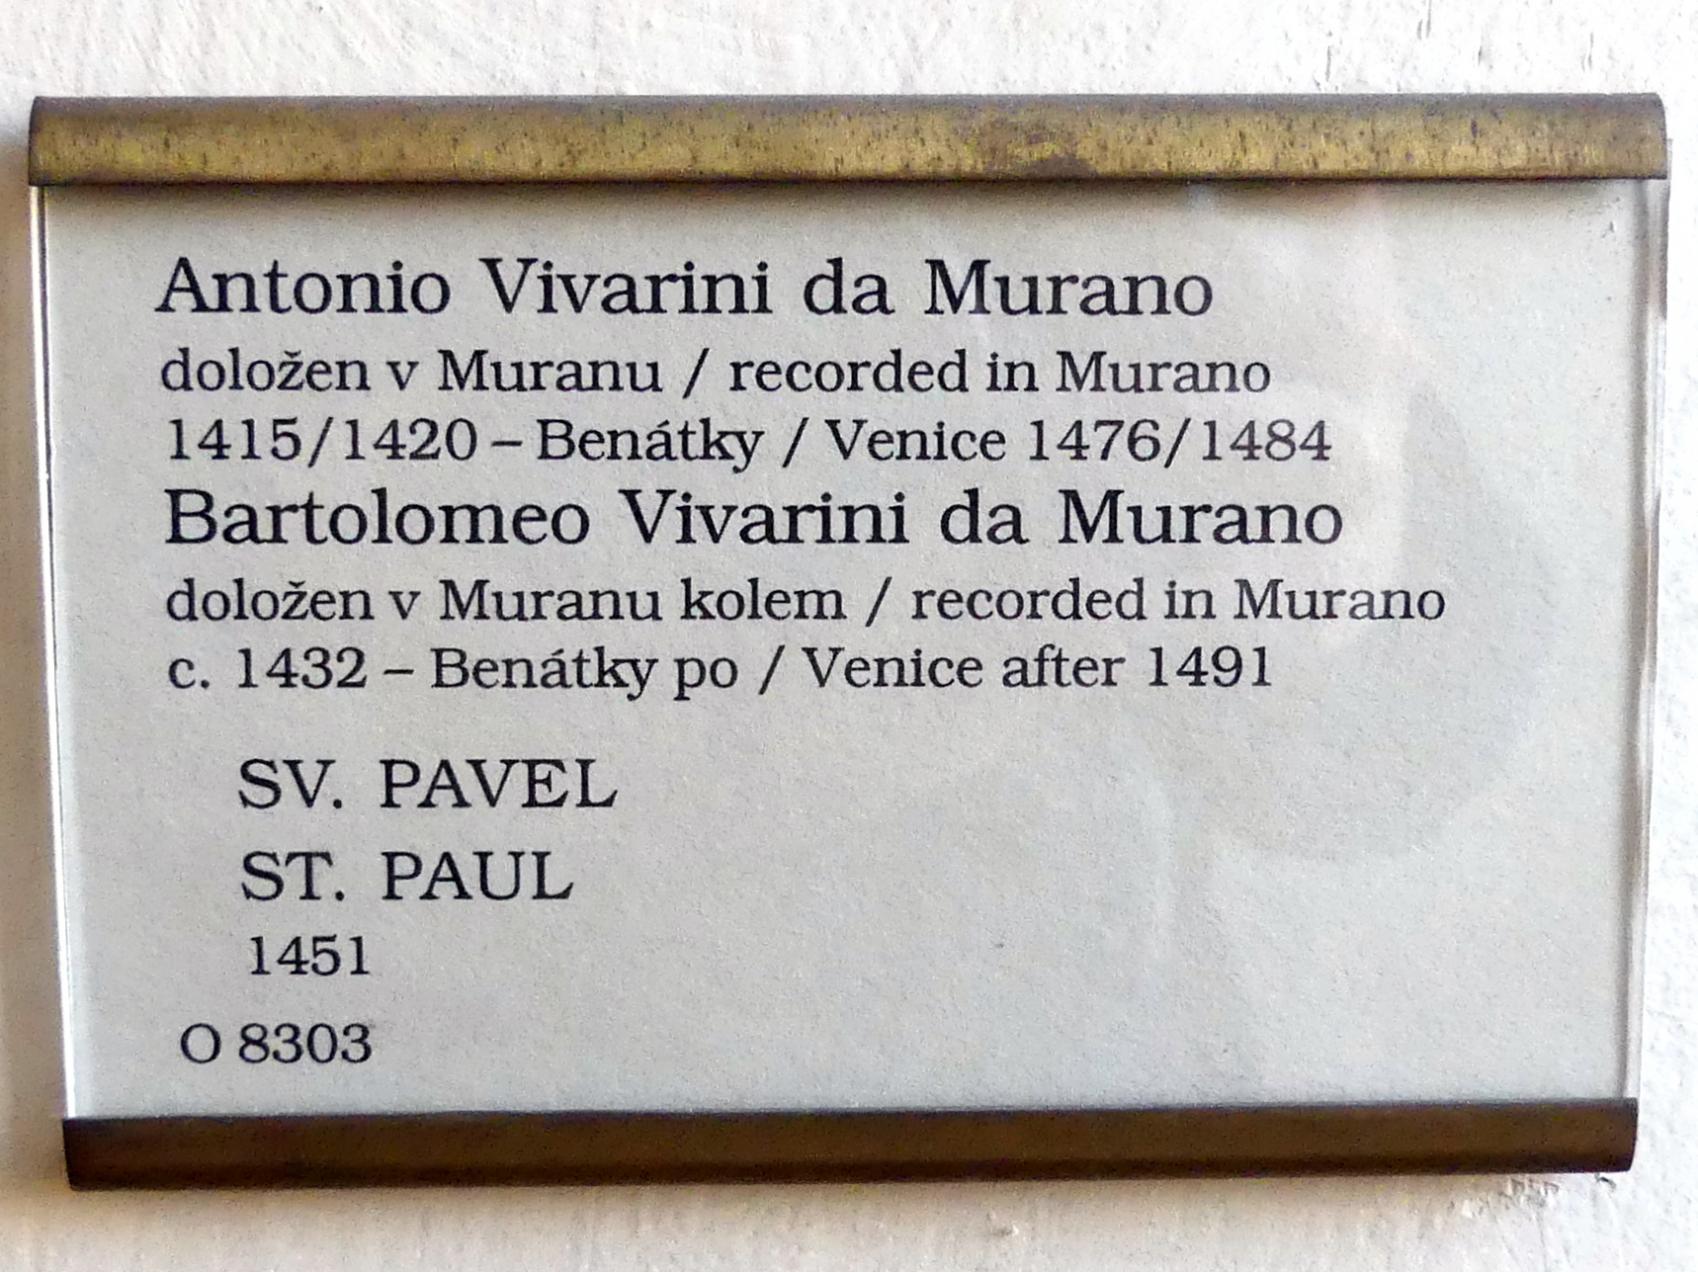 Antonio Vivarini da Murano
doložen v Muranu / recorded in Murano
1415/1420 – Benátky / Venice 1476/1484
Bartolomeo Vivarini da Murano
doložen v Muranu kolem / recorded in Murano
c. 1432 – Benátky po / Venice after 1491
SV. PAVEL
ST. PAUL
1451
O 8303